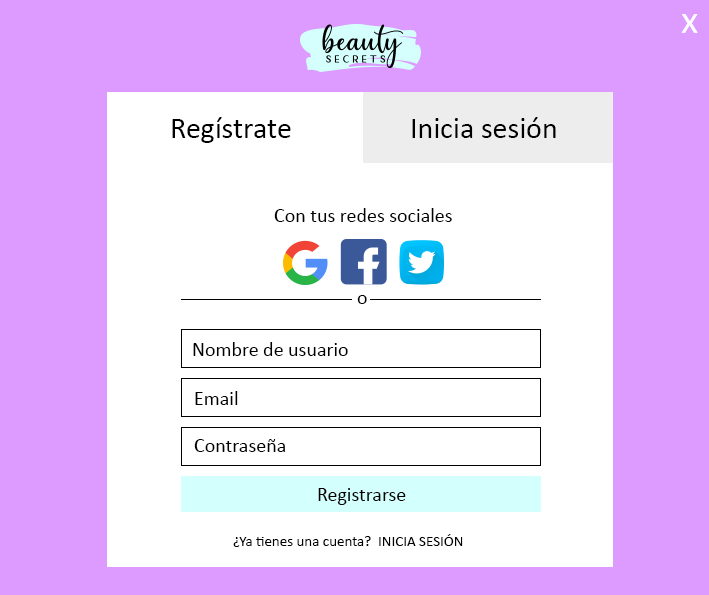 X
beauty
SECRETS
Regístrate
Inicia sesión
Con tus redes sociales
O
Nombre de usuario
Email
Contraseña
Registrarse
¿Ya tienes una cuenta? INICIA SESIÓN